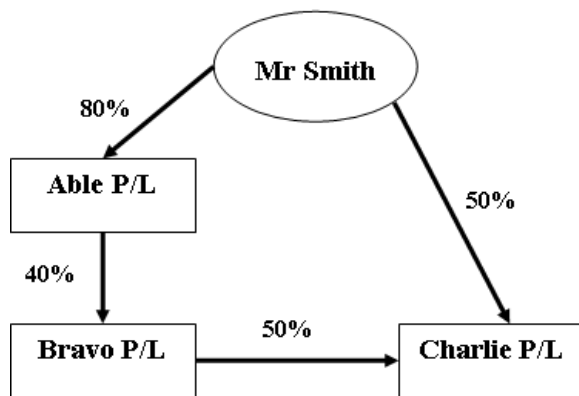 Mr Smith
80%
Able P/L
50%
40%
50%
Bravo P/L
Charlie P/L